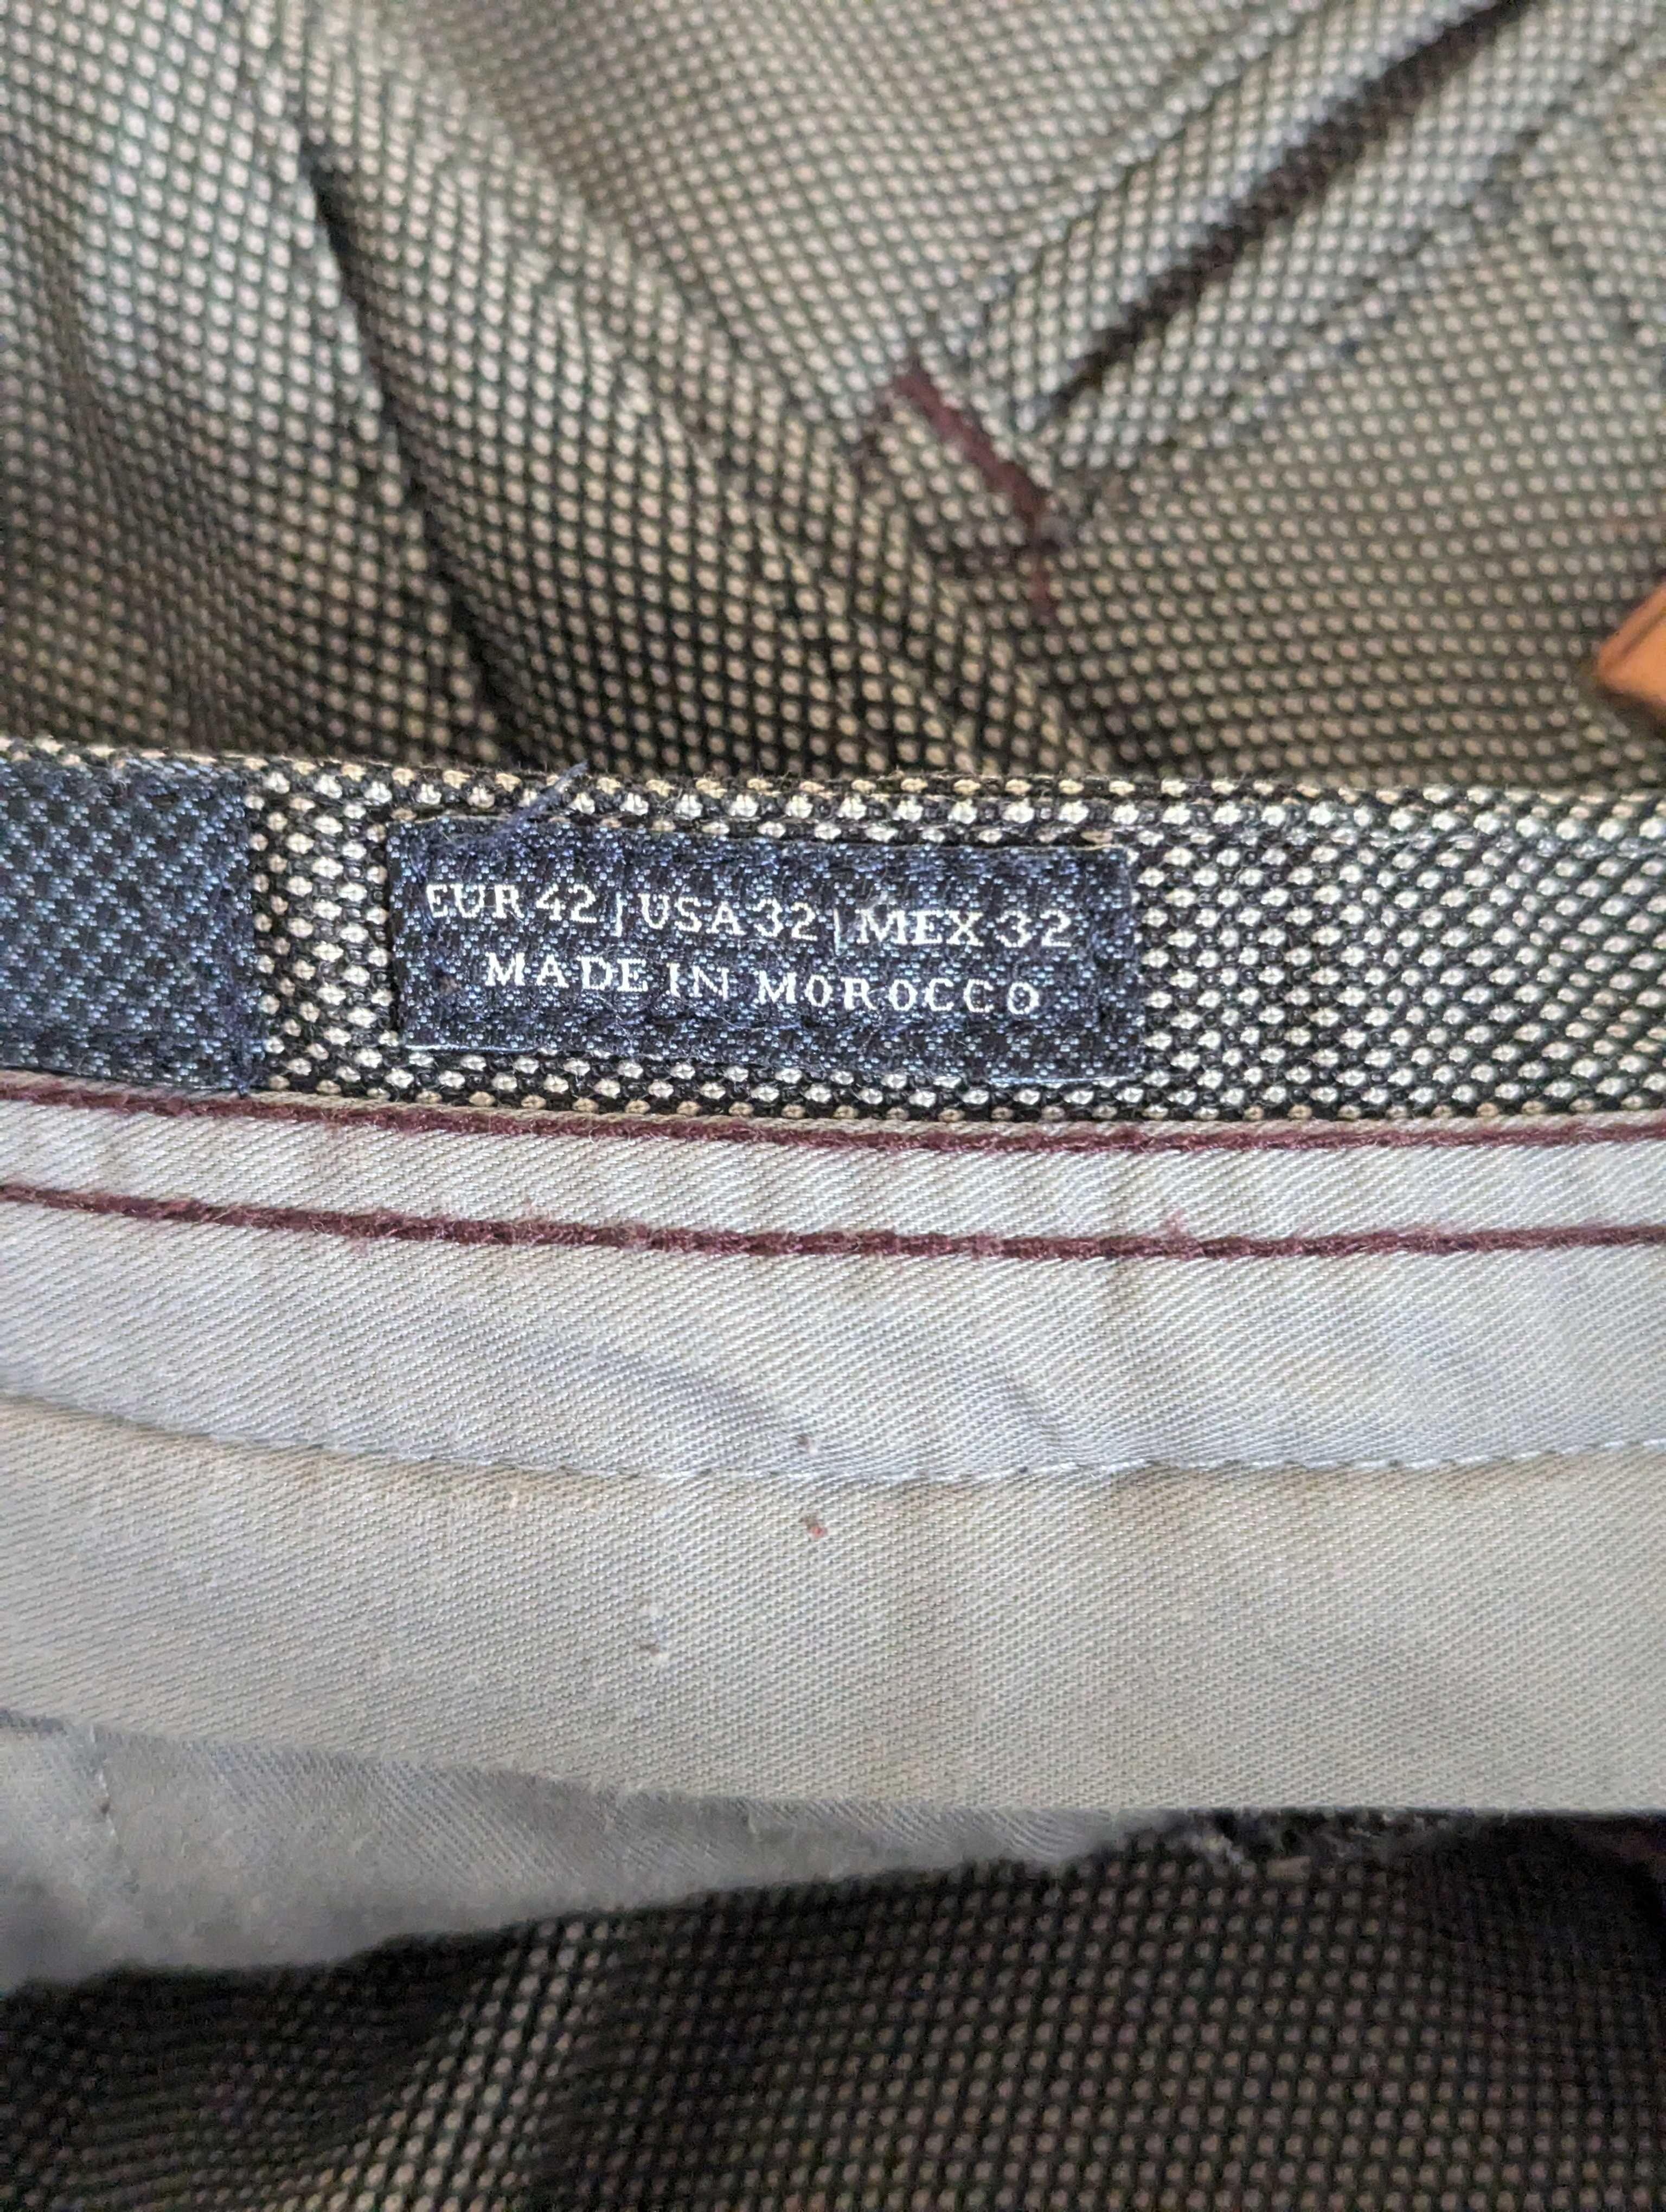 EUR 42 | USA 32 | MEX 32
MADE IN MOROCCO